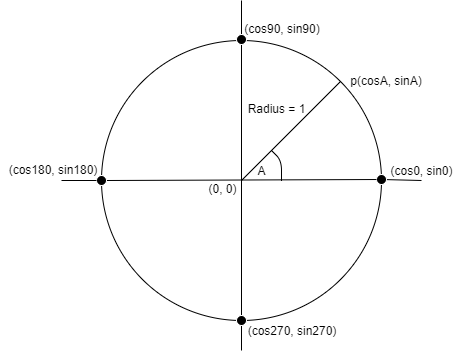 (cos90, sin90)
p(cosA, sinA)
Radius = 1
(cos180, sin180)
A
(cos0, sin0)
(0, 0)
(cos270, sin270)